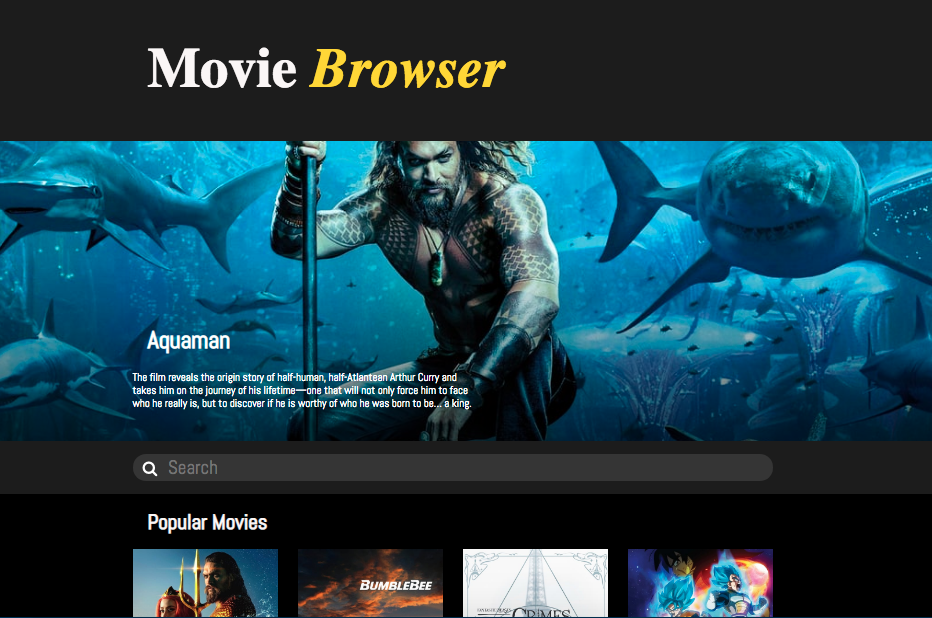 Movie Browser
Aquaman
The film reveals the origin story of half-human, half-Atlantean Arthur Curry and
takes him on the journey of his lifetime—one that will not only force him to face
who he really is, but to discover if he is worthy of who he was born to be… a king.
Search
Popular Movies
BUMBLEBEE
CRIMES